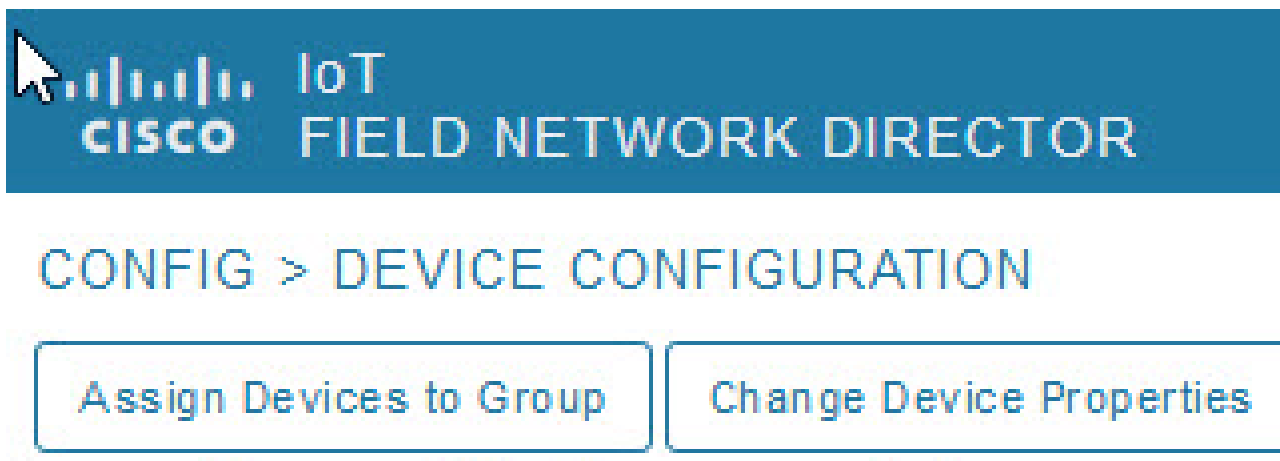 IoT
CISCO FIELD NETWORK DIRECTOR
CONFIG > DEVICE CONFIGURATION
Assign Devices to Group Change Device Properties